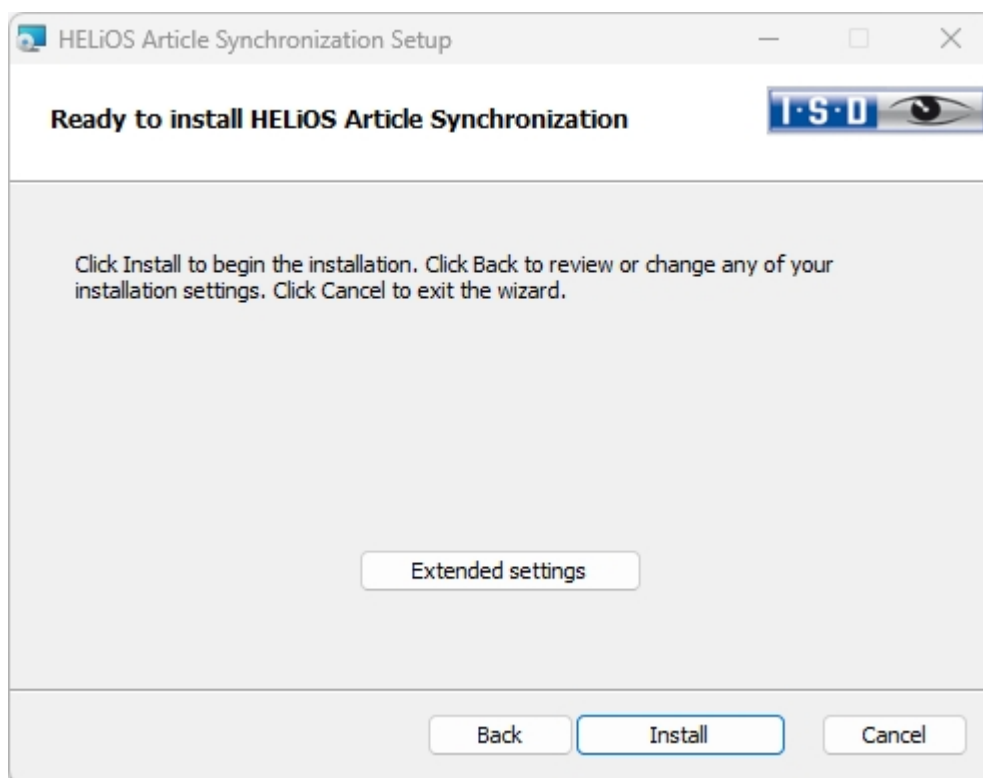 HELiOS Article Synchronization Setup
Ready to install HELiOS Article Synchronization
I·S·D
Click Install to begin the installation. Click Back to review or change any of your
installation settings. Click Cancel to exit the wizard.
Extended settings
Back
Install
Cancel